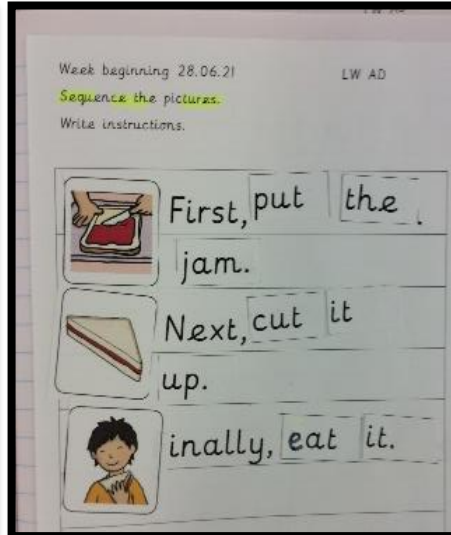 Week beginning 28.06.21 LW AD
Sequence the pictures.
Write instructions.
First, put the .
jam.
Next, cut it
up.
inally, eat it.